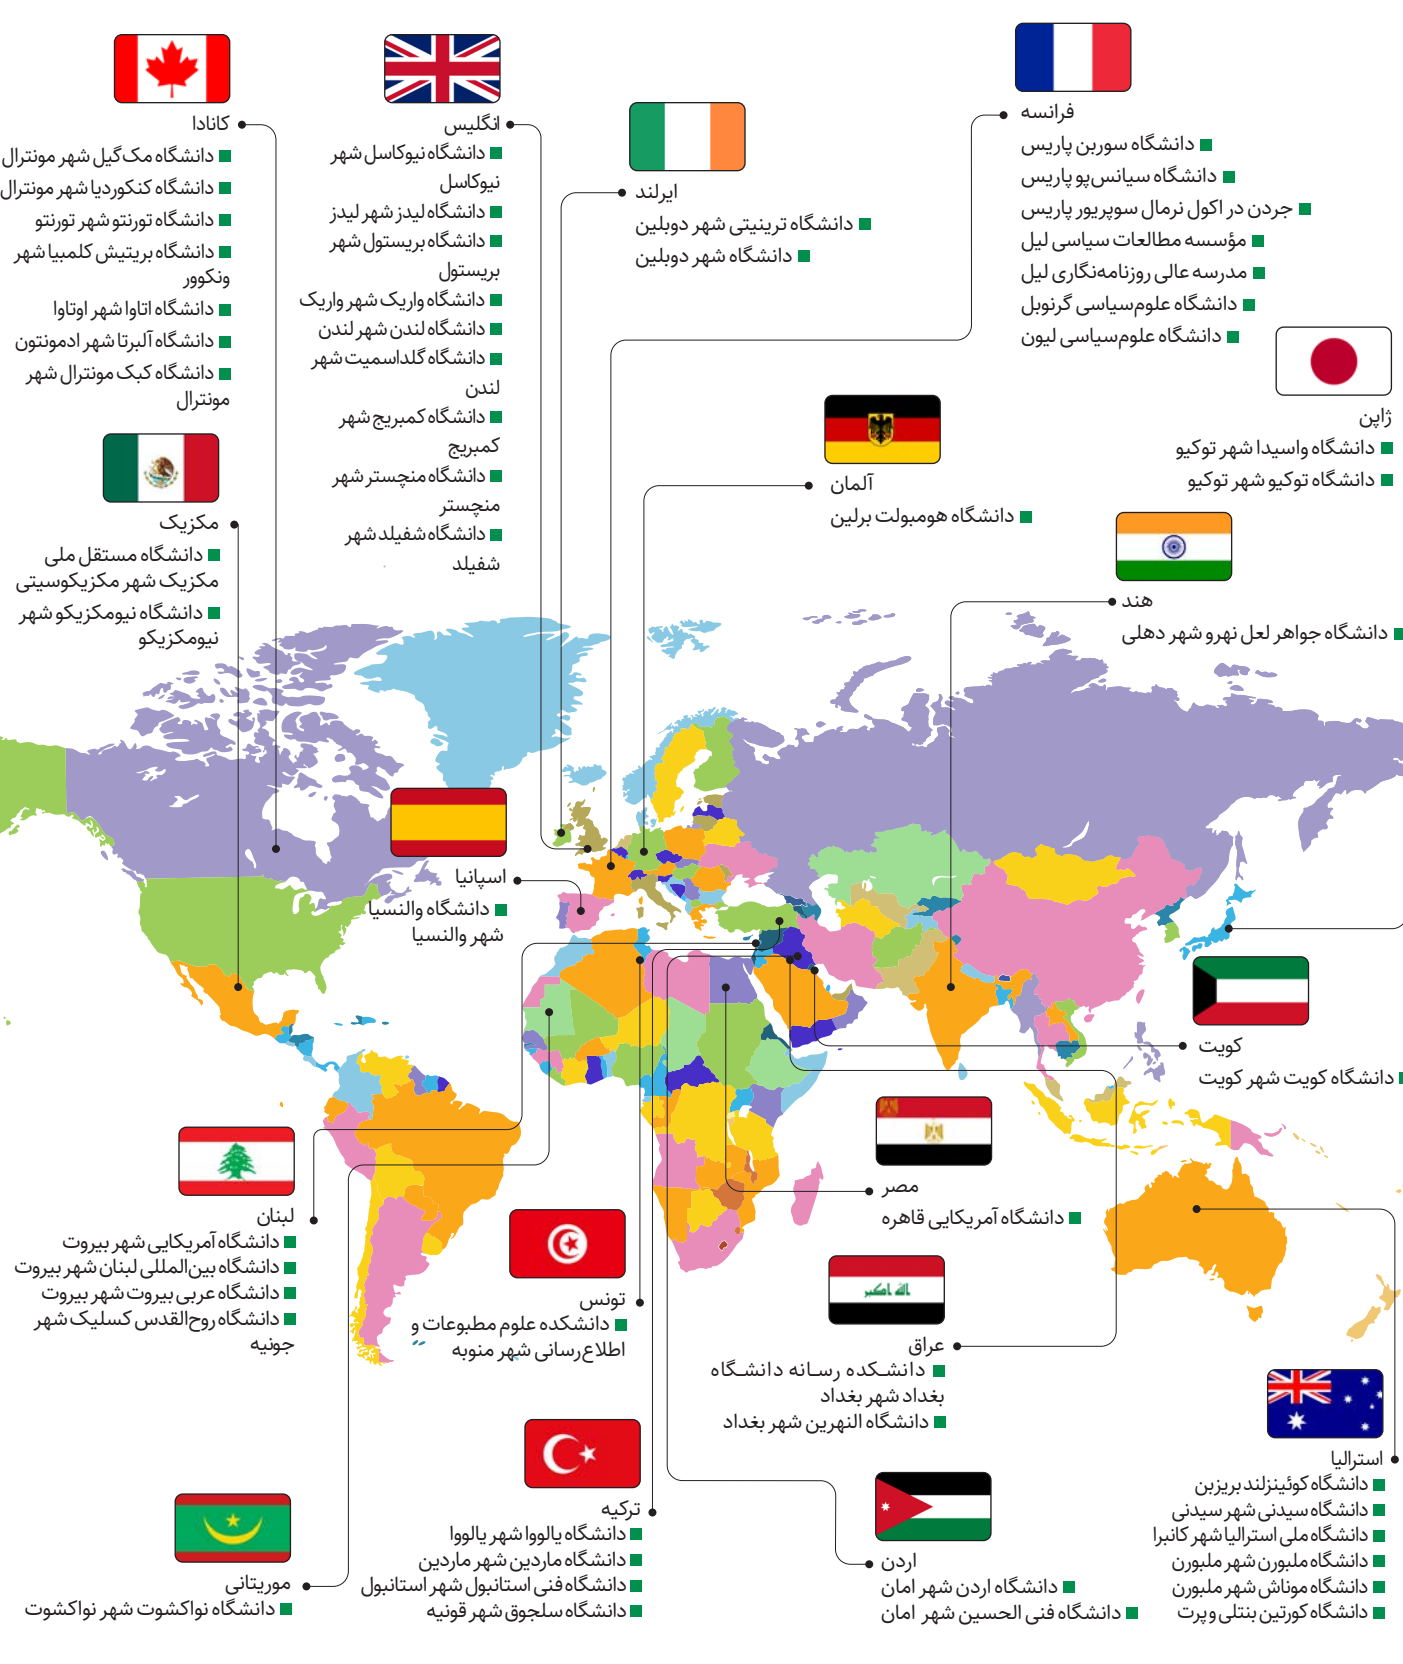 کانادا
دانشگاه مک‌گیل شهر مونترال
دانشگاه کنکوردیا شهر مونترال
دانشگاه تورنتو شهر تورنتو
دانشگاه بریتیش کلمبیا شهر
ونکوور
دانشگاه اتاوا شهر اوتاوا
دانشگاه آلبرتا شهر ادمونتون
دانشگاه کبک مونترال شهر
مونترال
انگلیس
دانشگاه نیوکاسل شهر
نیوکاسل
دانشگاه لیدز شهر لیدز
دانشگاه بریستول شهر
بریستول
دانشگاه واریک شهر واریک
دانشگاه لندن شهر لندن
دانشگاه گلداسمیت شهر
لندن
دانشگاه کمبریج شهر
کمبریج
دانشگاه منچستر شهر
منچستر
دانشگاه شفیلد شهر
شفیلد
ایرلند
دانشگاه ترینیتی شهر دوبلین
دانشگاه شهر دوبلین
فرانسه
دانشگاه سوربن پاریس
دانشگاه سیانس‌پو پاریس
جردن در اکول نرمال سوپریور پاریس
مؤسسه مطالعات سیاسی لیل
مدرسه عالی روزنامه‌نگاری لیل
دانشگاه علوم‌سیاسی گرنوبل
دانشگاه علوم‌سیاسی لیون
ژاپن
دانشگاه واسیدا شهر توکیو
دانشگاه توکیو شهر توکیو
آلمان
دانشگاه هومبولت برلین
مکزیک
دانشگاه مستقل ملی
مکزیک شهر مکزیکوسیتی
دانشگاه نیومکزیکو شهر
نیومکزیکو
هند
دانشگاه جواهر لعل نهرو شهر دهلی
اسپانیا
دانشگاه والنسیا
شهر والنسیا
کویت
دانشگاه کویت شهر کویت
مصر
دانشگاه آمریکایی قاهره
لبنان
دانشگاه آمریکایی شهر بیروت
دانشگاه بین‌المللی لبنان شهر بیروت
دانشگاه عربی بیروت شهر بیروت
دانشگاه روح‌القدس کسلیک شهر
جونیه
تونس
دانشکده علوم مطبوعات و
اطلاع‌رسانی شهر منوبه
الله اکبر
عراق
دانشکده رسانه دانشگاه
بغداد شهر بغداد
دانشگاه النهرین شهر بغداد
استرالیا
دانشگاه کوئینزلند بریزبن
دانشگاه سیدنی شهر سیدنی
دانشگاه ملی استرالیا شهر کانبرا
دانشگاه ملبورن شهر ملبورن
دانشگاه موناش شهر ملبورن
دانشگاه کورتین بنتلی و پرت
ترکیه
دانشگاه یالووا شهر یالووا
دانشگاه ماردین شهر ماردین
دانشگاه فنی استانبول شهر استانبول
دانشگاه سلجوق شهر قونیه
اردن
دانشگاه اردن شهر امان
دانشگاه فنی الحسین شهر امان
موریتانی
دانشگاه نواکشوت شهر نواکشوت